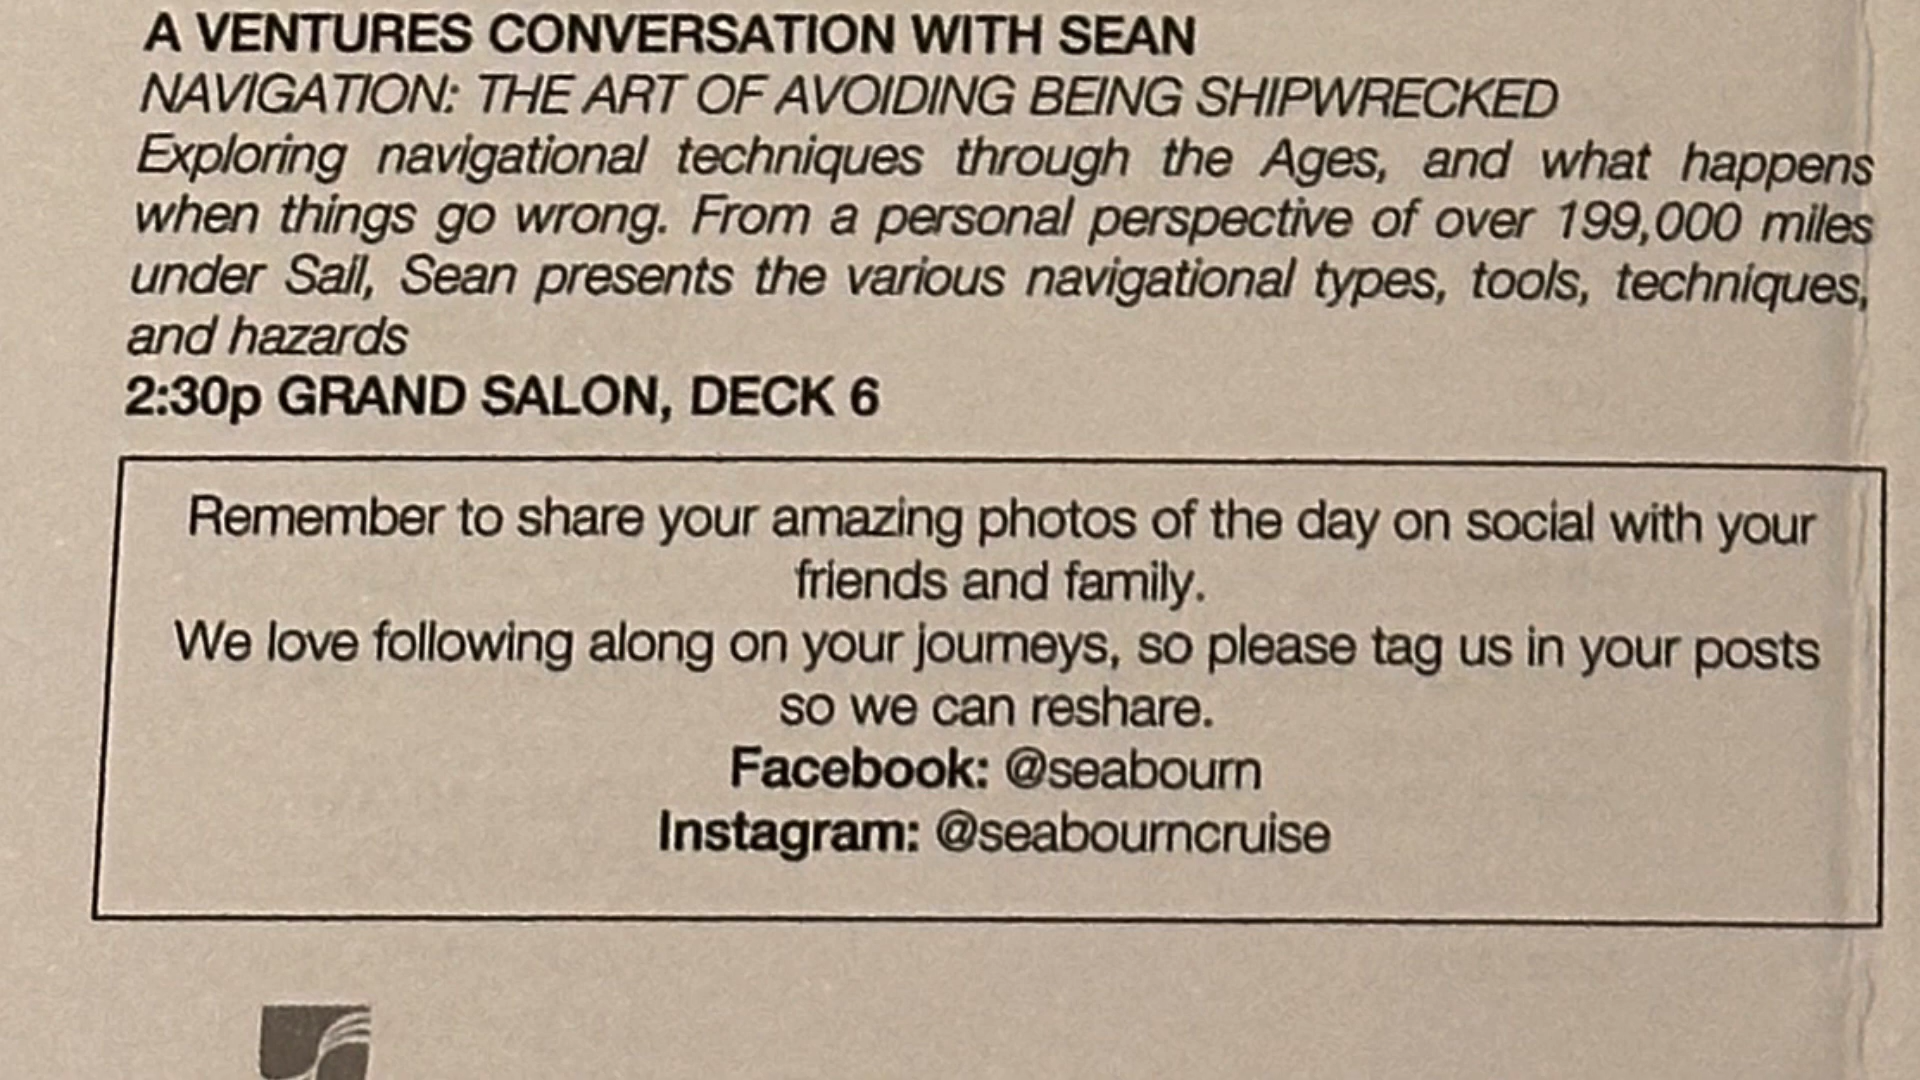 A VENTURES CONVERSATION WITH SEAN
NAVIGATION: THE ART OF AVOIDING BEING SHIPWRECKED
Exploring navigational techniques through the Ages, and what happens
when things go wrong. From a personal perspective of over 199,000 miles
under Sail, Sean presents the various navigational types, tools, techniques,
and hazards
2:30p GRAND SALON, DECK 6
Remember to share your amazing photos of the day on social with your
friends and family.
We love following along on your journeys, so please tag us in your posts
so we can reshare.
Facebook: @seabourn
Instagram: @seabourncruise